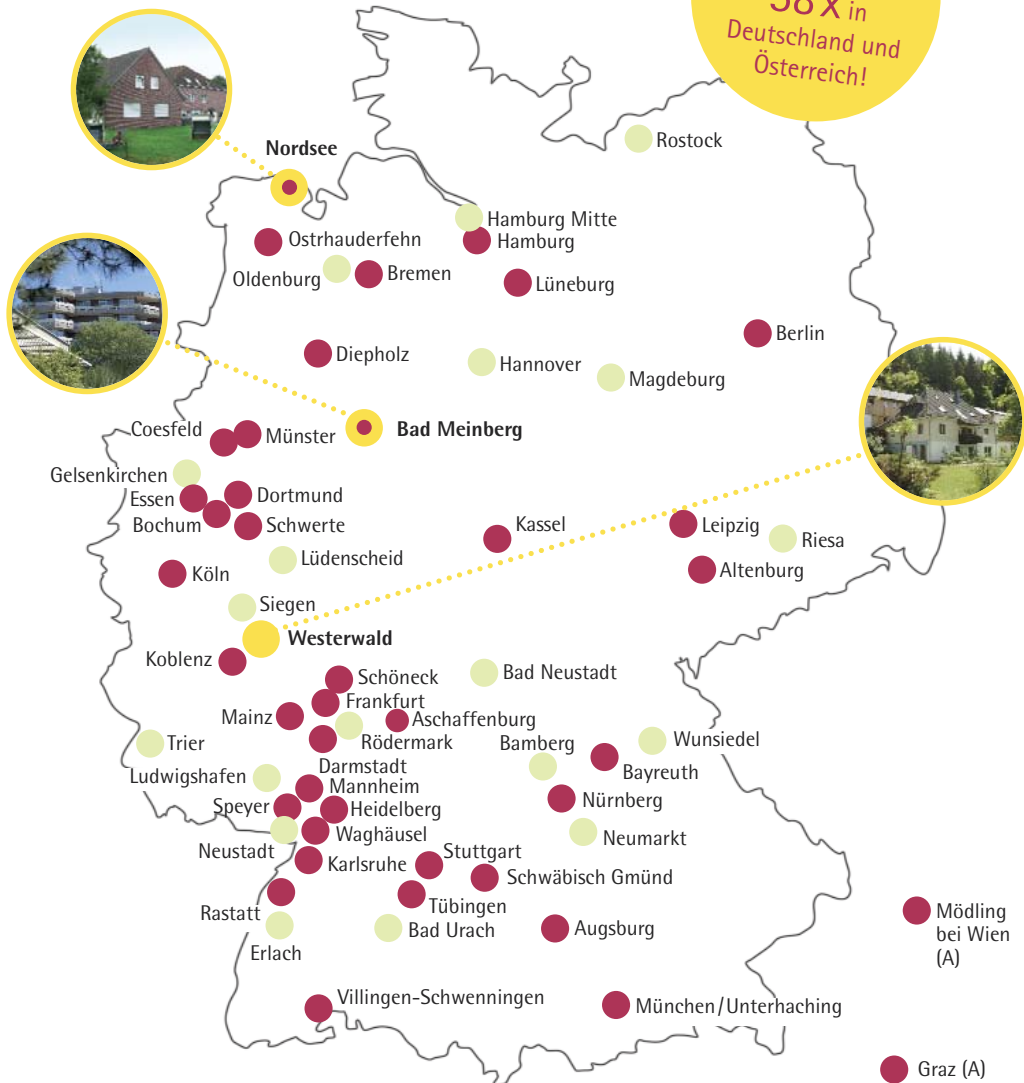 58 x in
Deutschland und
Österreich!
Rostock
Nordsee
Hamburg Mitte
Hamburg
Ostrhauderfehn
Oldenburg
Bremen
Lüneburg
Berlin
Diepholz
Hannover
Magdeburg
Coesfeld
Münster
Bad Meinberg
Gelsenkirchen
Essen
Dortmund
Bochum
Schwerte
Kassel
Leipzig
Riesa
Lüdenscheid
Köln
Altenburg
Siegen
Westerwald
Koblenz
Schöneck
Bad Neustadt
Frankfurt
Mainz
Aschaffenburg
Rödermark
Trier
Bamberg
Wunsiedel
Bayreuth
Darmstadt
Ludwigshafen
Mannheim
Nürnberg
Speyer
Heidelberg
Waghäusel
Neumarkt
Neustadt
Karlsruhe
Stuttgart
Schwäbisch Gmünd
Tübingen
Rastatt
Bad Urach
Augsburg
Erlach
Mödling
bei Wien
(A)
Villingen-Schwenningen
München/Unterhaching
Graz (A)